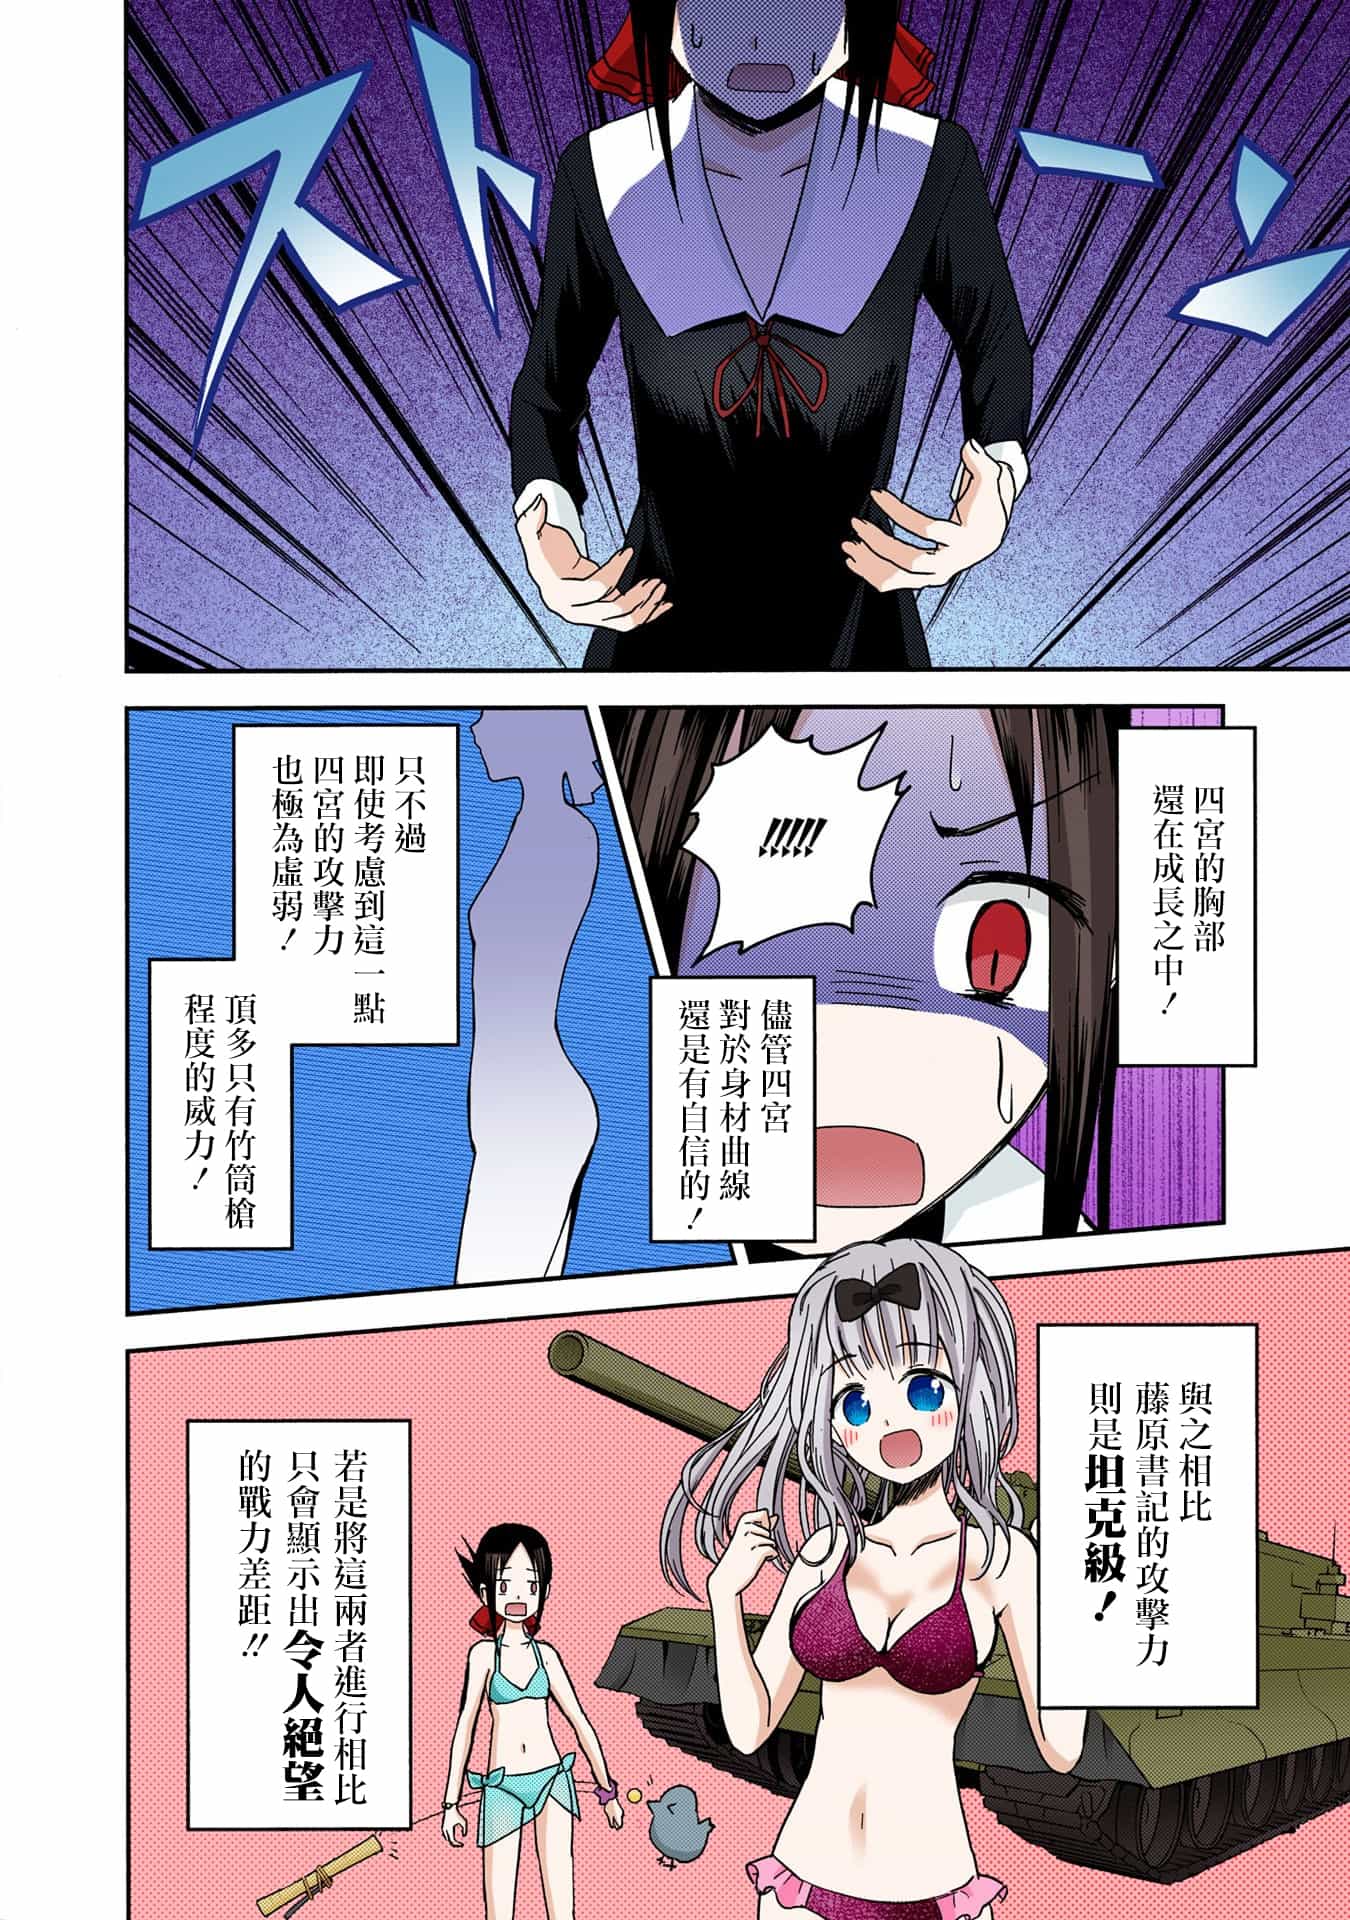 ストーン
四宮的胸部
還在成長之中！
!!!!!
儘管四宮
對於身材曲線
還是有自信的！
只不過
即使考慮到這一點
四宮的攻擊力
也極為虛弱！
頂多只有竹筒槍
程度的威力！
與之相比
藤原書記的攻擊力
則是坦克級！
若是將這兩者進行相比
只會顯示出令人絕望
的戰力差距！！